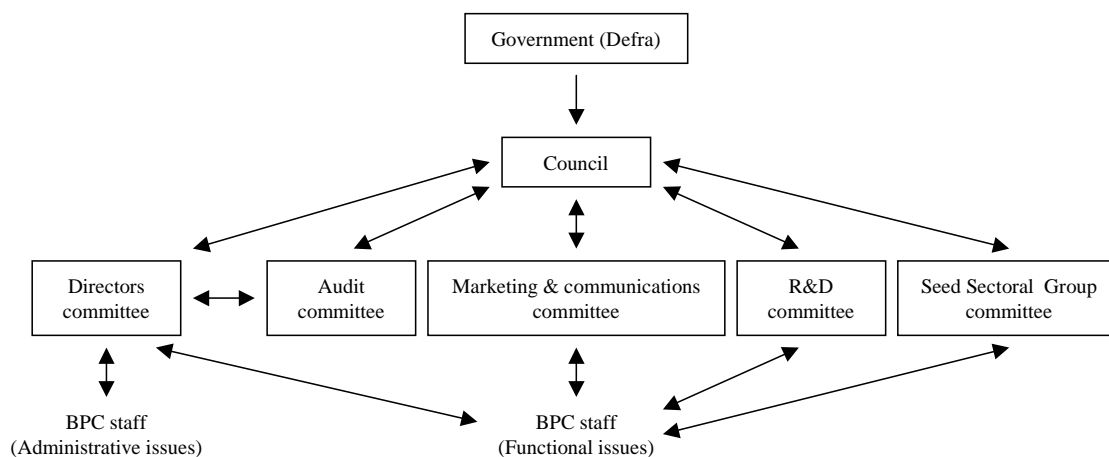 Government (Defra)
Council
Directors
committee
Audit
committee
Marketing & communications
committee
R&D
committee
Seed Sectoral Group
committee
BPC staff
(Administrative issues)
BPC staff
(Functional issues)